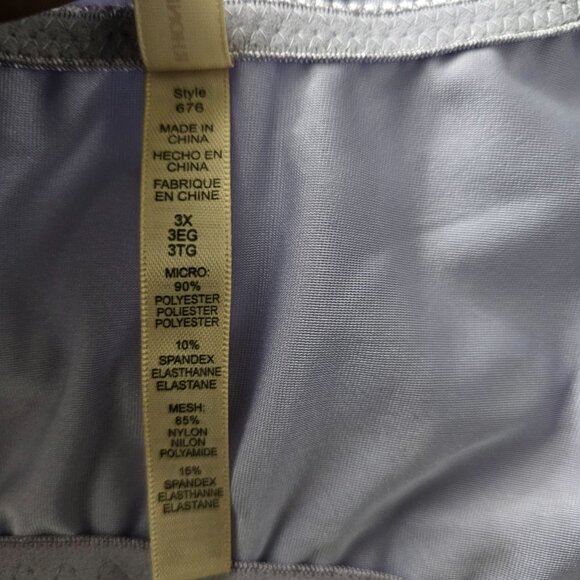 Style
676
MADE IN
CHINA
HECHO EN
CHINA
FABRIQUE
EN CHINE
3X
3EG
3TG
MICRO:
90%
POLYESTER
POLIESTER
POLYESTER
10%
SPANDEX
ELASTHANNE
ELASTANE
MESH:
85%
NYLON
NILON
POLYAMIDE
15%
SPANDEX
ELASTHANNE
ELASTANE